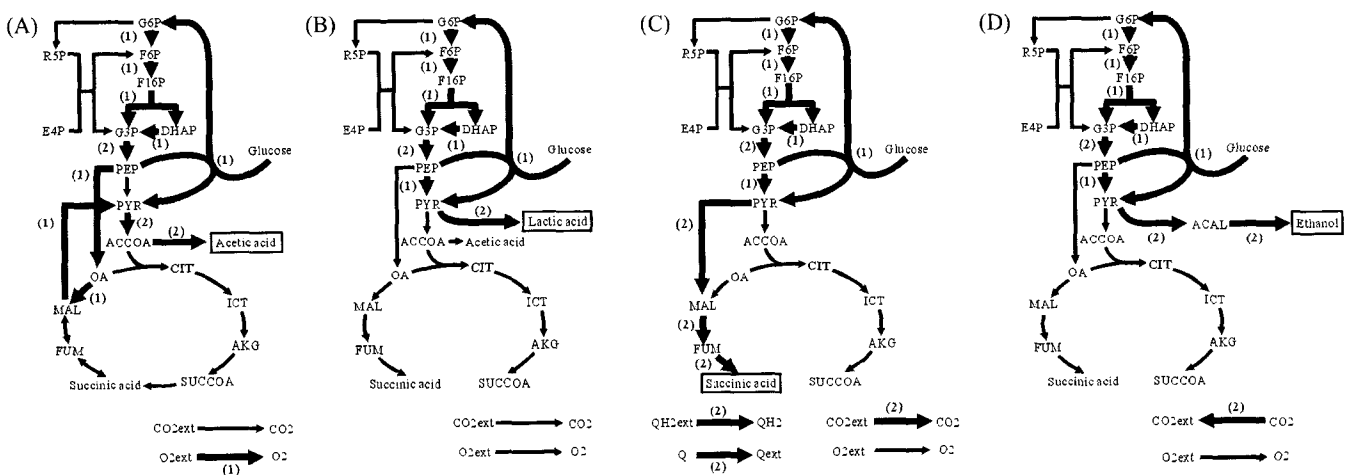 (A)
G6P
(1)
R5P
F6P
(1)
F16P
(1)
E4P
G3P
DHAP
(1)
(2)
(1)
PEP
(1)
Glucose
(1)
PYR
(2)
ACCOA
(2)
Acetic acid
OA
CIT
(1)
MAL
ICT
FUM
AKG
Succinic acid
SUCCOA
CO2ext
CO2
O2ext
O2
(1)
(B)
G6P
(1)
R5P
F6P
(1)
F16P
(1)
E4P
G3P
DHAP
(2)
(1)
PEP
(1)
Glucose
(1)
PYR
(2)
Lactic acid
ACCOA
Acetic acid
OA
CIT
MAL
ICT
FUM
AKG
Succinic acid
SUCCOA
CO2ext
CO2
O2ext
O2
(C)
G6P
(1)
R5P
F6P
(1)
F16P
(1)
E4P
G3P
DHAP
(2)
(1)
PEP
(1)
Glucose
(1)
PYR
(2)
ACCOA
OA
CIT
MAL
ICT
(2)
FUM
AKG
(2)
Succinic acid
SUCCOA
QH2ext
(2)
QH2
CO2ext
(2)
CO2
Q
(2)
Qext
O2ext
O2
(D)
G6P
(1)
R5P
F6P
(1)
F16P
(1)
E4P
G3P
DHAP
(2)
(1)
PEP
(1)
Glucose
(1)
PYR
(2)
ACAL
(2)
Ethanol
ACCOA
OA
CIT
MAL
ICT
FUM
AKG
Succinic acid
SUCCOA
CO2ext
(2)
CO2
O2ext
O2